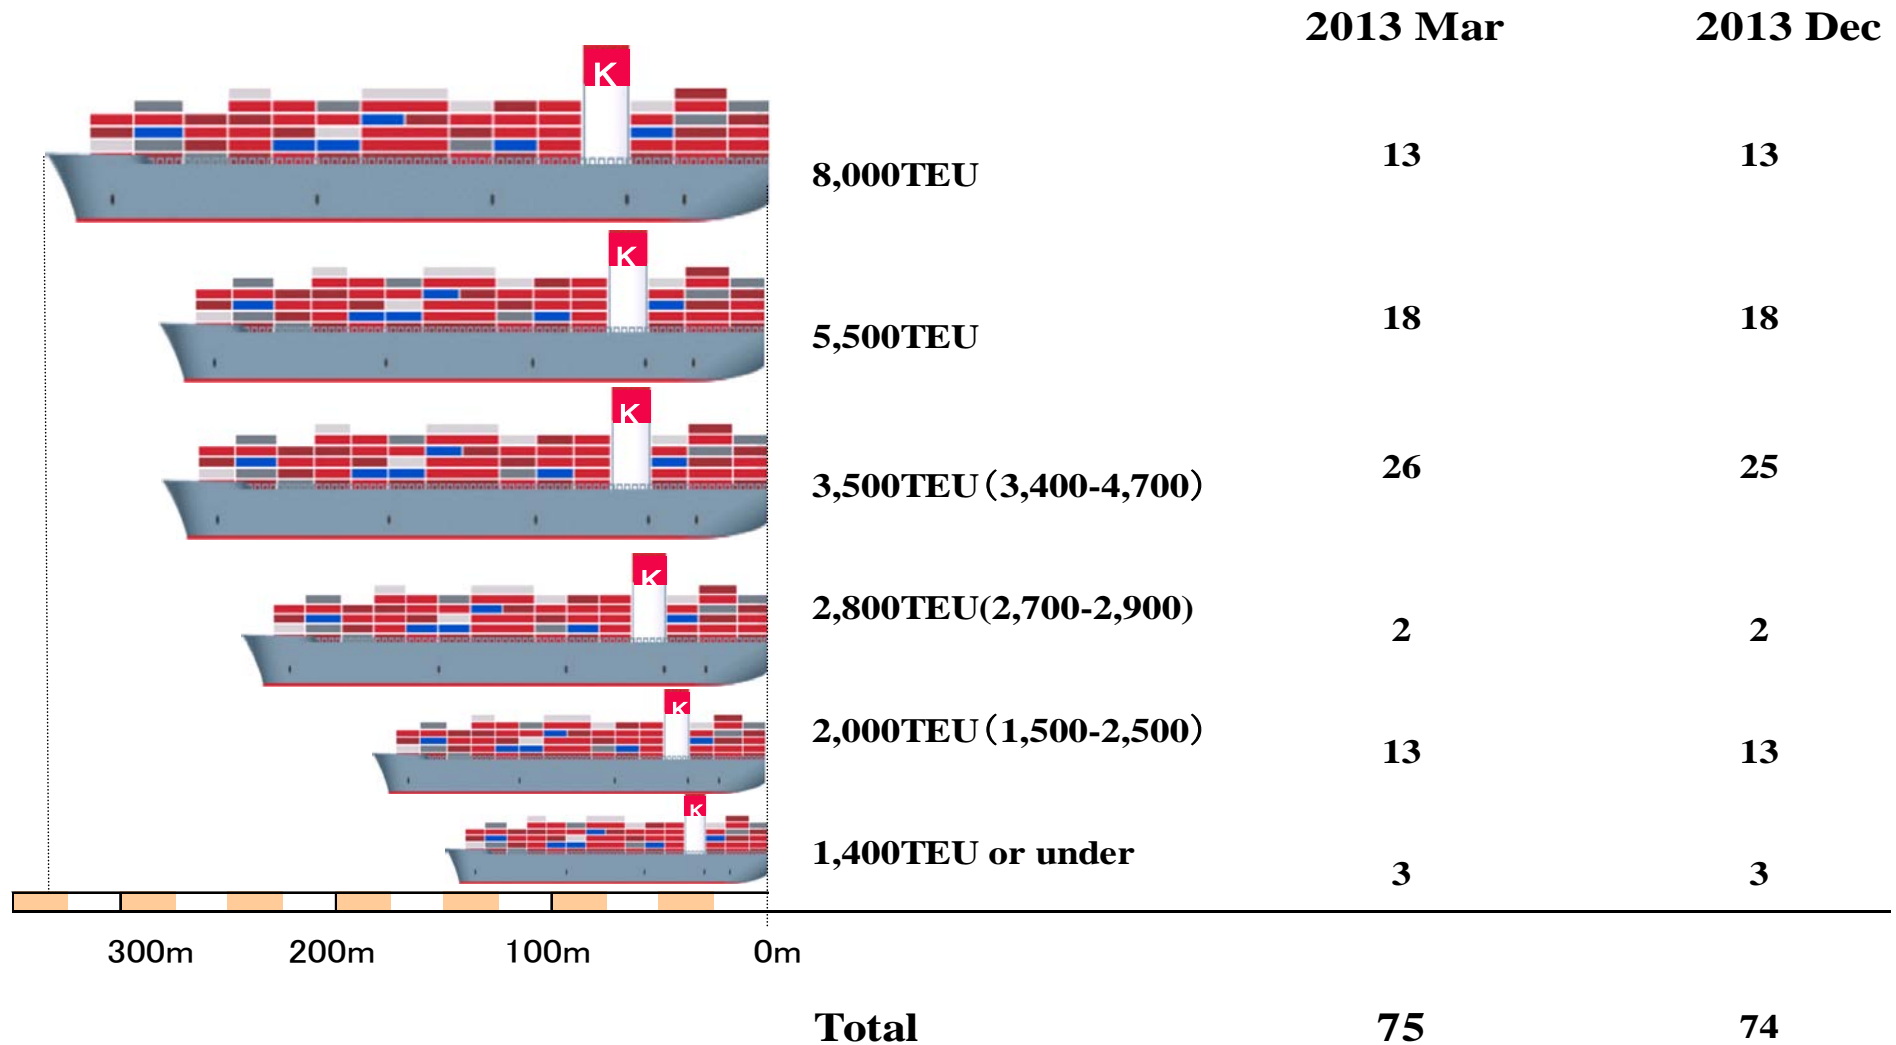 2013 Mar 2013 Dec
K
8,000TEU 13 13
K
5,500TEU 18 18
K
3,500TEU（3,400-4,700） 26 25
K
2,800TEU(2,700-2,900) 2 2
K
2,000TEU（1,500-2,500） 13 13
K
1,400TEU or under 3 3
300m 200m 100m 0m
Total 75 74